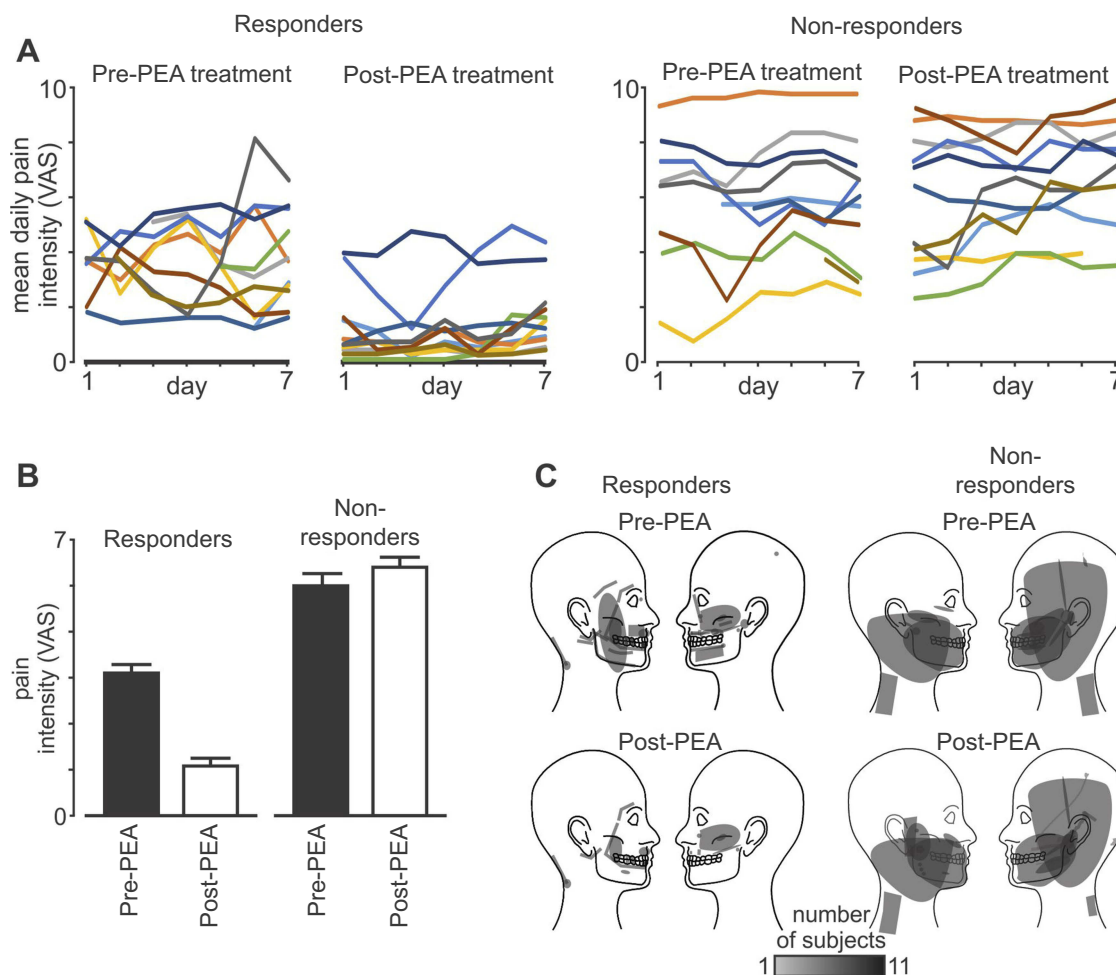 A
Responders
Non-responders
Pre-PEA treatment
Post-PEA treatment
Pre-PEA treatment
Post-PEA treatment
mean daily pain
intensity (VAS)
10
0
1
day
7
1
day
7
10
0
1
day
7
1
day
7
B
pain
intensity (VAS)
7
0
Responders
Non-
responders
Pre-PEA
Post-PEA
Pre-PEA
Post-PEA
C
Responders
Non-
responders
Pre-PEA
Pre-PEA
Post-PEA
Post-PEA
number
of subjects
1
11